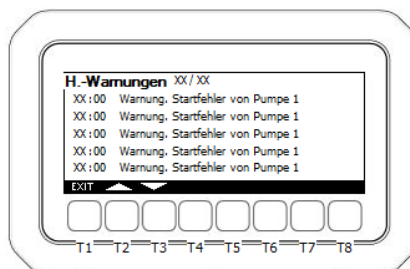 H.-Warnungen XX/XX
XX:00 Warnung. Startfehler von Pumpe 1
XX:00 Warnung. Startfehler von Pumpe 1
XX:00 Warnung. Startfehler von Pumpe 1
XX:00 Warnung. Startfehler von Pumpe 1
XX:00 Warnung. Startfehler von Pumpe 1
EXIT
T1 T2 T3 T4 T5 T6 T7 T8